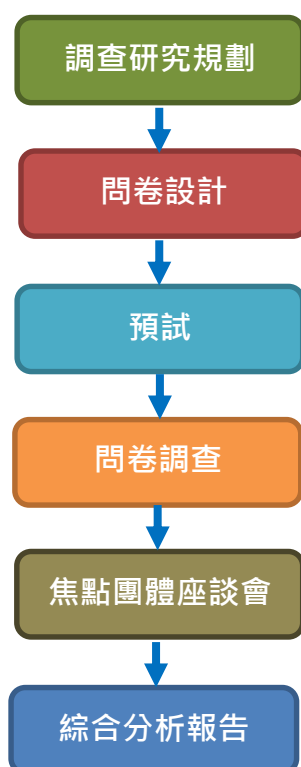 調查研究規劃
問卷設計
預試
問卷調查
焦點團體座談會
綜合分析報告